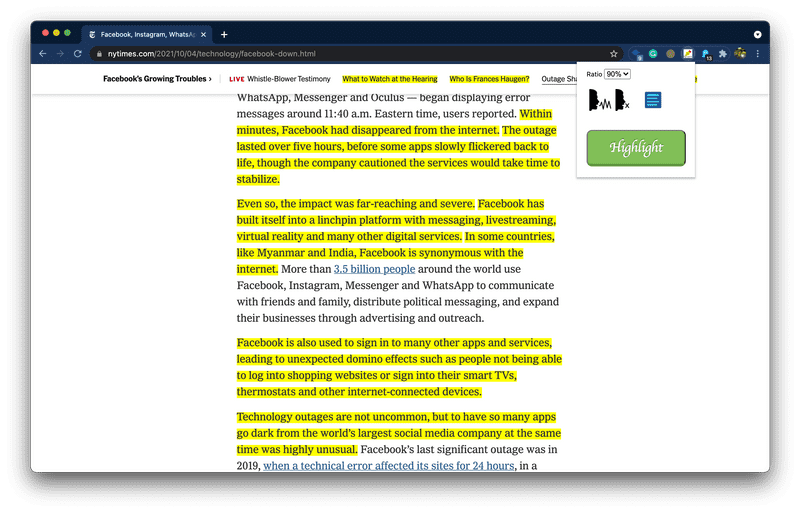 Facebook, Instagram, WhatsAp
nytimes.com/2021/10/04/technology/facebook-down.html
Facebook's Growing Troubles › LIVE Whistle-Blower Testimony What to Watch at the Hearing Who Is Frances Haugen? Outage Sha
Ratio 90%
Highlight
WhatsApp, Messenger and Oculus — began displaying error
messages around 11:40 a.m. Eastern time, users reported. Within
minutes, Facebook had disappeared from the internet. The outage
lasted over five hours, before some apps slowly flickered back to
life, though the company cautioned the services would take time to
stabilize.
Even so, the impact was far-reaching and severe. Facebook has
built itself into a linchpin platform with messaging, livestreaming,
virtual reality and many other digital services. In some countries,
like Myanmar and India, Facebook is synonymous with the
internet. More than 3.5 billion people around the world use
Facebook, Instagram, Messenger and WhatsApp to communicate
with friends and family, distribute political messaging, and expand
their businesses through advertising and outreach.
Facebook is also used to sign in to many other apps and services,
leading to unexpected domino effects such as people not being able
to log into shopping websites or sign into their smart TVs,
thermostats and other internet-connected devices.
Technology outages are not uncommon, but to have so many apps
go dark from the world's largest social media company at the same
time was highly unusual. Facebook's last significant outage was in
2019, when a technical error affected its sites for 24 hours, in a